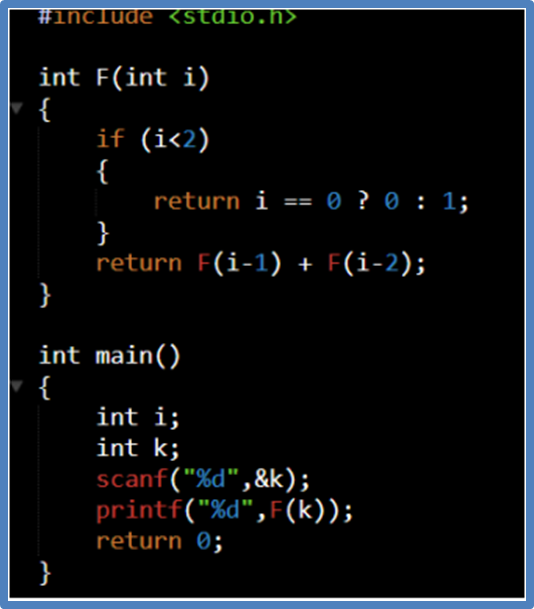 #include <stdio.h>
int F(int i)
{
if (i<2)
{
return i == 0 ? 0 : 1;
}
return F(i-1) + F(i-2);
}
int main()
{
int i;
int k;
scanf("%d",&k);
printf("%d",F(k));
return 0;
}